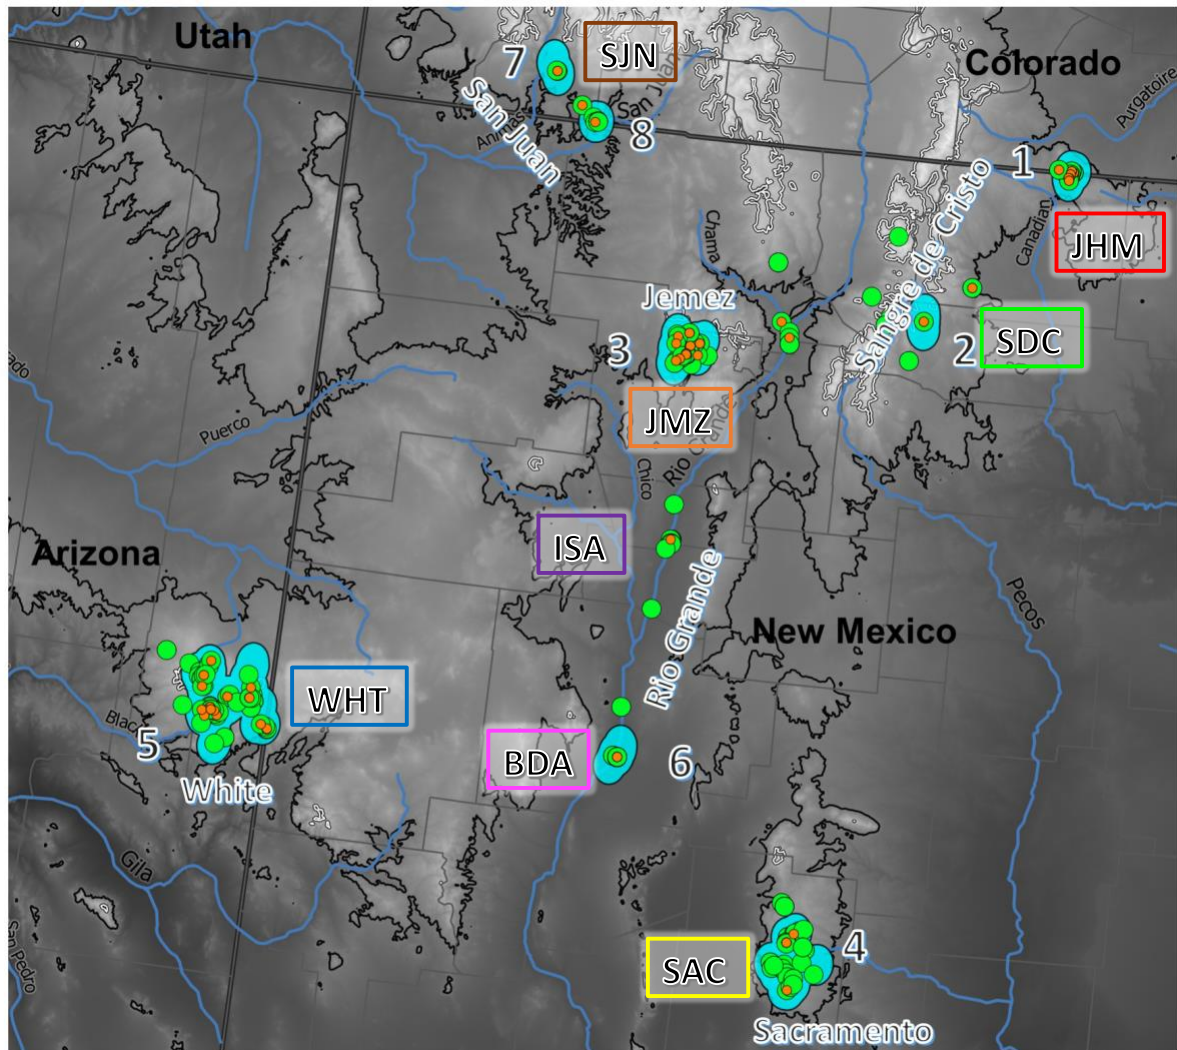 Utah
7
SJN
Colorado
San Juan
San Juan
Animas
8
Purgatoire
1
Sangre de Cristo
Canadian
JHM
Chama
Jemez
3
2
SDC
JMZ
Puerco
Rio Grande
Chico
ISA
Arizona
Rio Grande
Pecos
New Mexico
WHT
Black
5
BDA
6
White
Gila
SAC
4
San Pedro
Sacramento